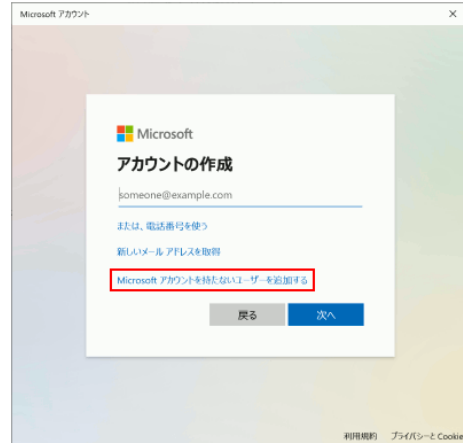 Microsoft アカウント
Microsoft
アカウントの作成
someone@example.com
または、電話番号を使う
新しいメール アドレスを取得
Microsoft アカウントを持たないユーザーを追加する
戻る
次へ
利用規約 プライバシーと Cookie